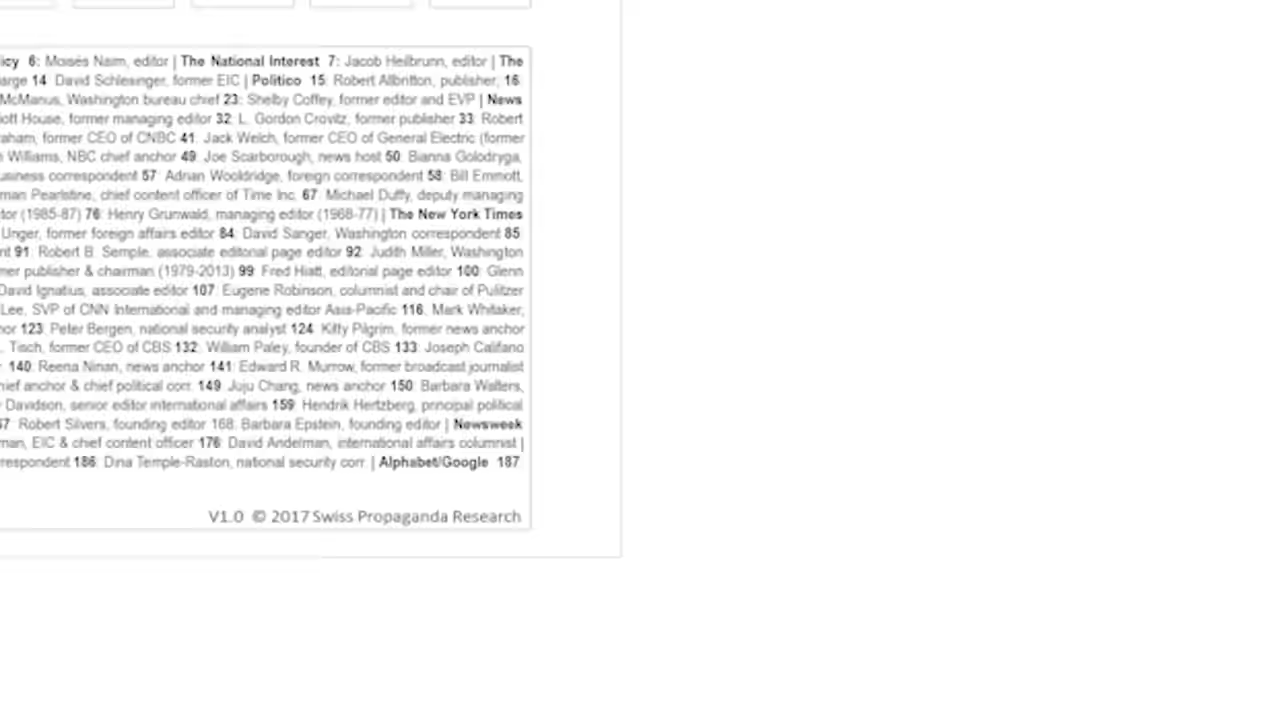 icy 6: Moisés Naím, editor | The National Interest 7: Jacob Heilbrunn, editor | The
arge 14: David Schlesinger, former EIC | Politico 15: Robert Allbritton, publisher, 16:
McManus, Washington bureau chief 23: Shelby Coffey, former editor and EVP | News
iott House, former managing editor 32: L. Gordon Crovitz, former publisher 33: Robert
raham, former CEO of CNBC 41: Jack Welch, former CEO of General Electric (former
n Williams, NBC chief anchor 49: Joe Scarborough, news host 50: Bianna Golodryga,
usiness correspondent 57: Adrian Wooldridge, foreign correspondent 58: Bill Emmott,
man Pearlstine, chief content officer of Time Inc. 67: Michael Duffy, deputy managing
tor (1985-87) 76: Henry Grunwald, managing editor (1968-77) | The New York Times
Unger, former foreign affairs editor 84: David Sanger, Washington correspondent 85:
nt 91: Robert B. Semple, associate editorial page editor 92: Judith Miller, Washington
mer publisher & chairman (1979-2013) 99: Fred Hiatt, editorial page editor 100: Glenn
David Ignatius, associate editor 107: Eugene Robinson, columnist and chair of Pulitzer
Lee, SVP of CNN International and managing editor Asia-Pacific 116: Mark Whitaker,
hor 123: Peter Bergen, national security analyst 124: Kitty Pilgrim, former news anchor
. Tisch, former CEO of CBS 132: William Paley, founder of CBS 133: Joseph Califano
140: Reena Ninan, news anchor 141: Edward R. Murrow, former broadcast journalist
hief anchor & chief political corr. 149: Juju Chang, news anchor 150: Barbara Walters,
y Davidson, senior editor international affairs 159: Hendrik Hertzberg, principal political
67: Robert Silvers, founding editor 168: Barbara Epstein, founding editor | Newsweek
man, EIC & chief content officer 176: David Andelman, international affairs columnist |
respondent 186: Dina Temple-Raston, national security corr. | Alphabet/Google 187:
V1.0 © 2017 Swiss Propaganda Research